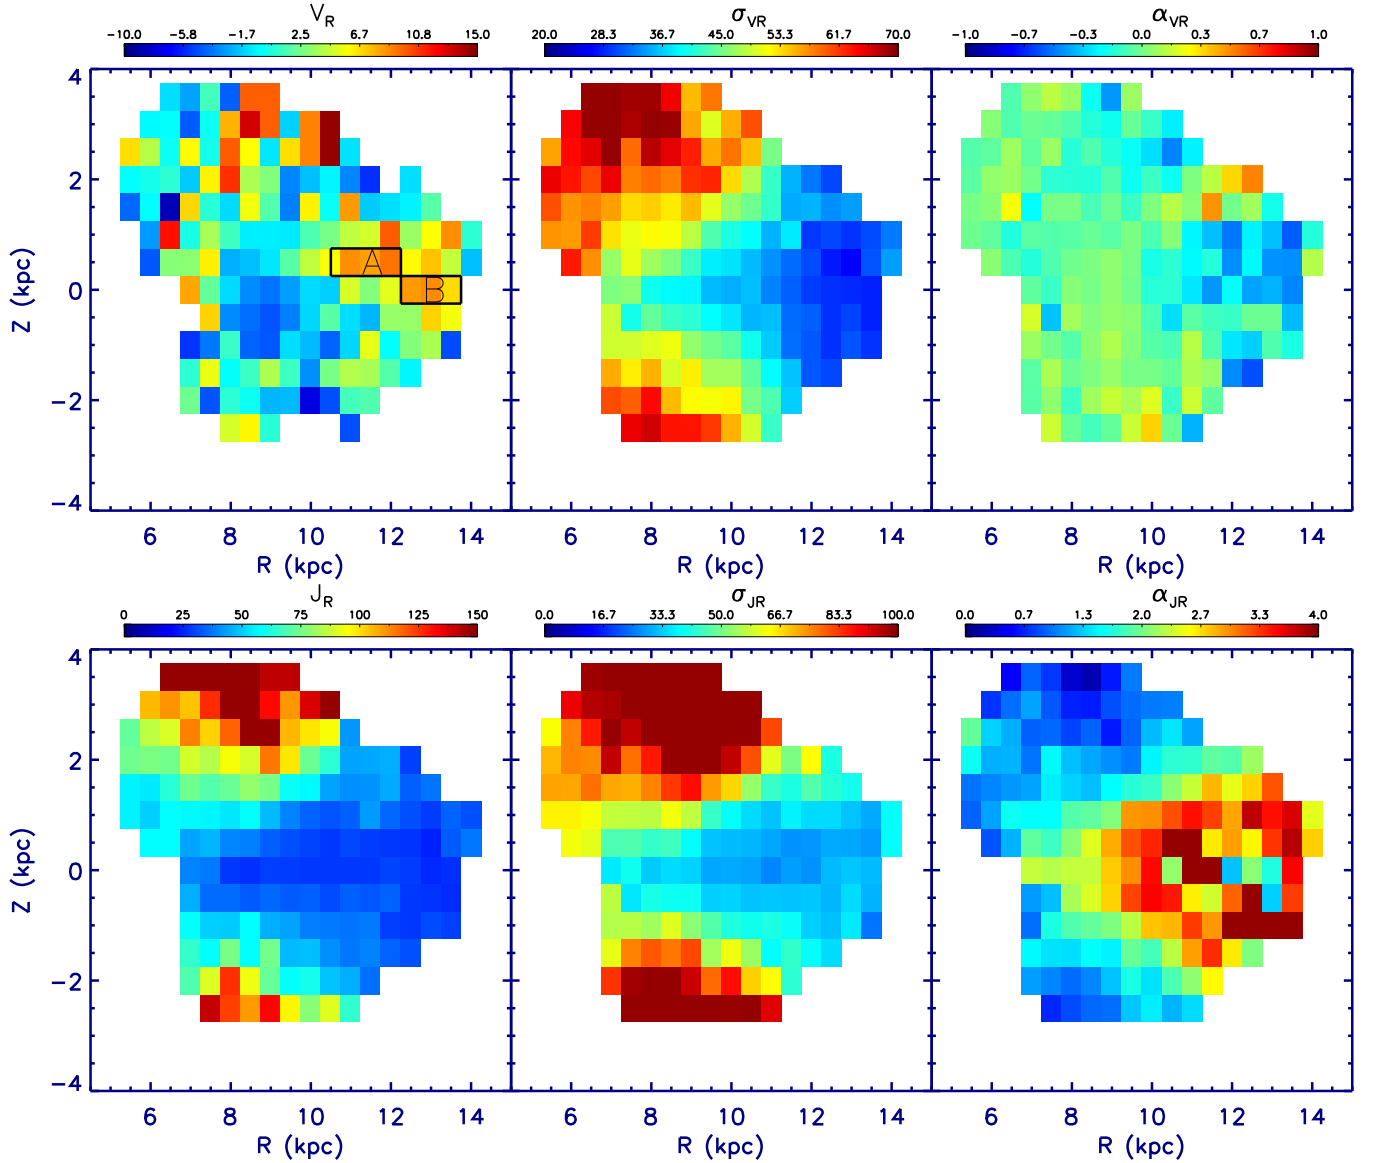 V_R σ_VR α_VR
−10.0 −5.8 −1.7 2.5 6.7 10.8 15.0 20.0 28.3 36.7 45.0 53.3 61.7 70.0 −1.0 −0.7 −0.3 0.0 0.3 0.7 1.0
4
2
0
−2
−4
Z (kpc)
A
B
6 8 10 12 14 6 8 10 12 14 6 8 10 12 14
R (kpc) R (kpc) R (kpc)
J_R σ_JR α_JR
0 25 50 75 100 125 150 0.0 16.7 33.3 50.0 66.7 83.3 100.0 0.0 0.7 1.3 2.0 2.7 3.3 4.0
4
2
0
−2
−4
Z (kpc)
6 8 10 12 14 6 8 10 12 14 6 8 10 12 14
R (kpc) R (kpc) R (kpc)